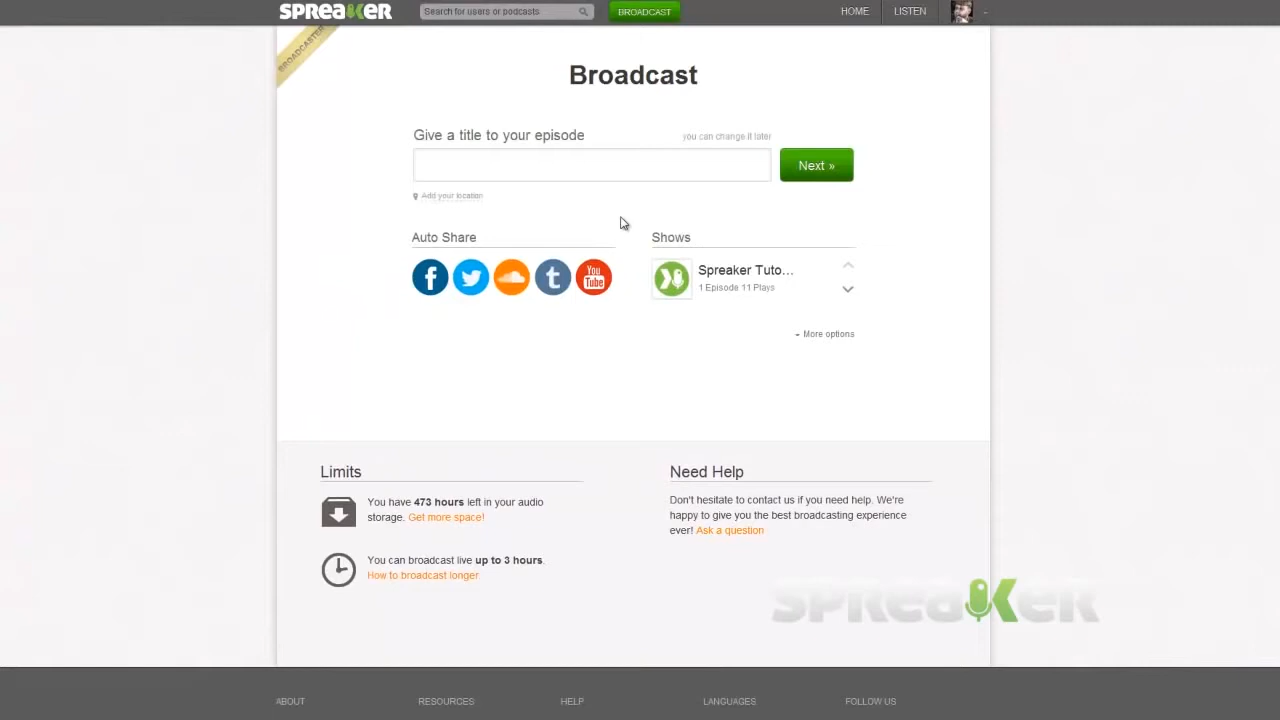 SPREAKER
Search for users or podcasts
BROADCAST
HOME
LISTEN
BROADCASTER
Broadcast
Give a title to your episode
you can change it later
Next »
Add your location
Auto Share
Shows
f
t
You
Tube
Spreaker Tuto...
1 Episode 11 Plays
More options
Limits
Need Help
You have 473 hours left in your audio
storage. Get more space!
You can broadcast live up to 3 hours.
How to broadcast longer.
Don't hesitate to contact us if you need help. We're
happy to give you the best broadcasting experience
ever! Ask a question
SPREAKER
ABOUT
RESOURCES
HELP
LANGUAGES
FOLLOW US